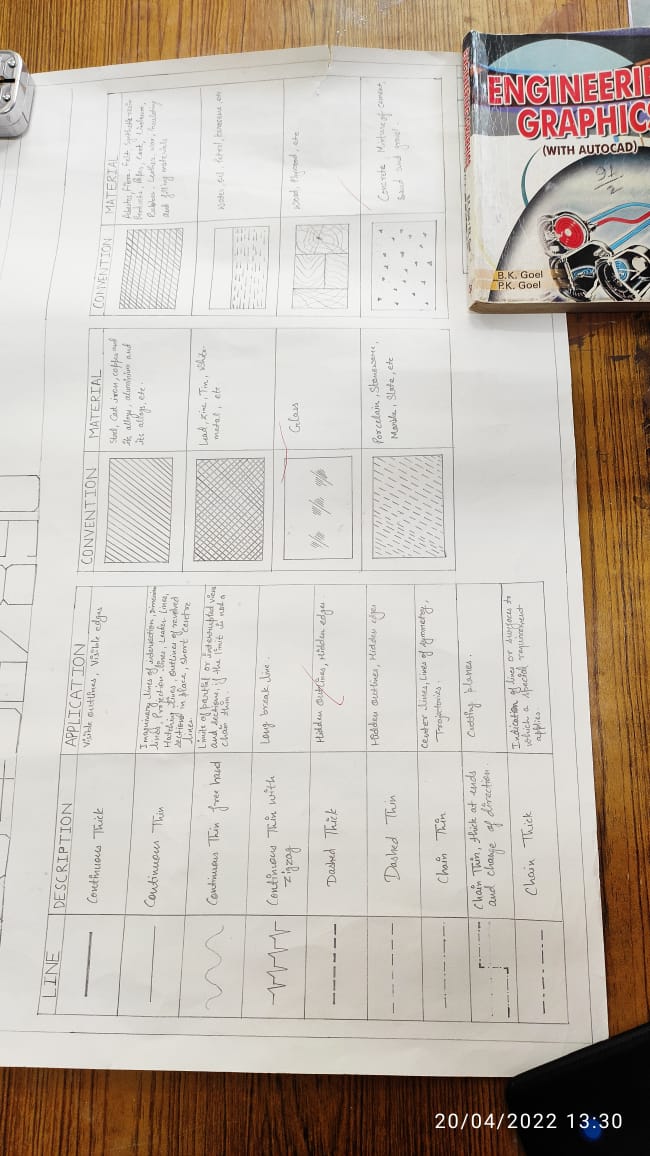 LINE
DESCRIPTION
APPLICATION
Continuous Thick
Visible outlines, Visible edges
Continuous Thin
Imaginary lines of intersection, Dimension
lines, Projection lines, Leader lines,
Hatching lines, outlines of revolved
sections in place, short centre
lines.
Continuous Thin free hand
Limits of partial or interrupted views
and sections, if the limit is not a
chain thin.
Continuous Thin with
zigzag
Long break line.
Dashed Thick
Hidden outlines, Hidden edges.
Dashed Thin
Hidden outlines, Hidden edges
Chain Thin
Center lines, Lines of symmetry,
Trajectories.
Chain Thin, thick at ends
and change of direction.
Cutting planes.
Chain Thick
Indication of lines or surfaces to
which a special requirement
applies.
CONVENTION
MATERIAL
Steel, Cast iron, copper and
its alloys, aluminium and
its alloys, etc.
Lead, zinc, Tin, white-
metal, etc
Glass
Porcelain, Stoneware,
Marble, Slate, etc
CONVENTION
MATERIAL
Fibre, Felt, Synthetic resin
Products, Paper, Cork, Linoleum,
Rubber, Leather, wax, insulating
and filling materials
Water, oil, Petrol, kerosene, etc
Wood, Plywood, etc
Concrete Mixture of cement,
sand and gravel
ENGINEERI
GRAPHICS
(WITH AUTOCAD)
B.K. Goel
P.K. Goel
20/04/2022 13:30